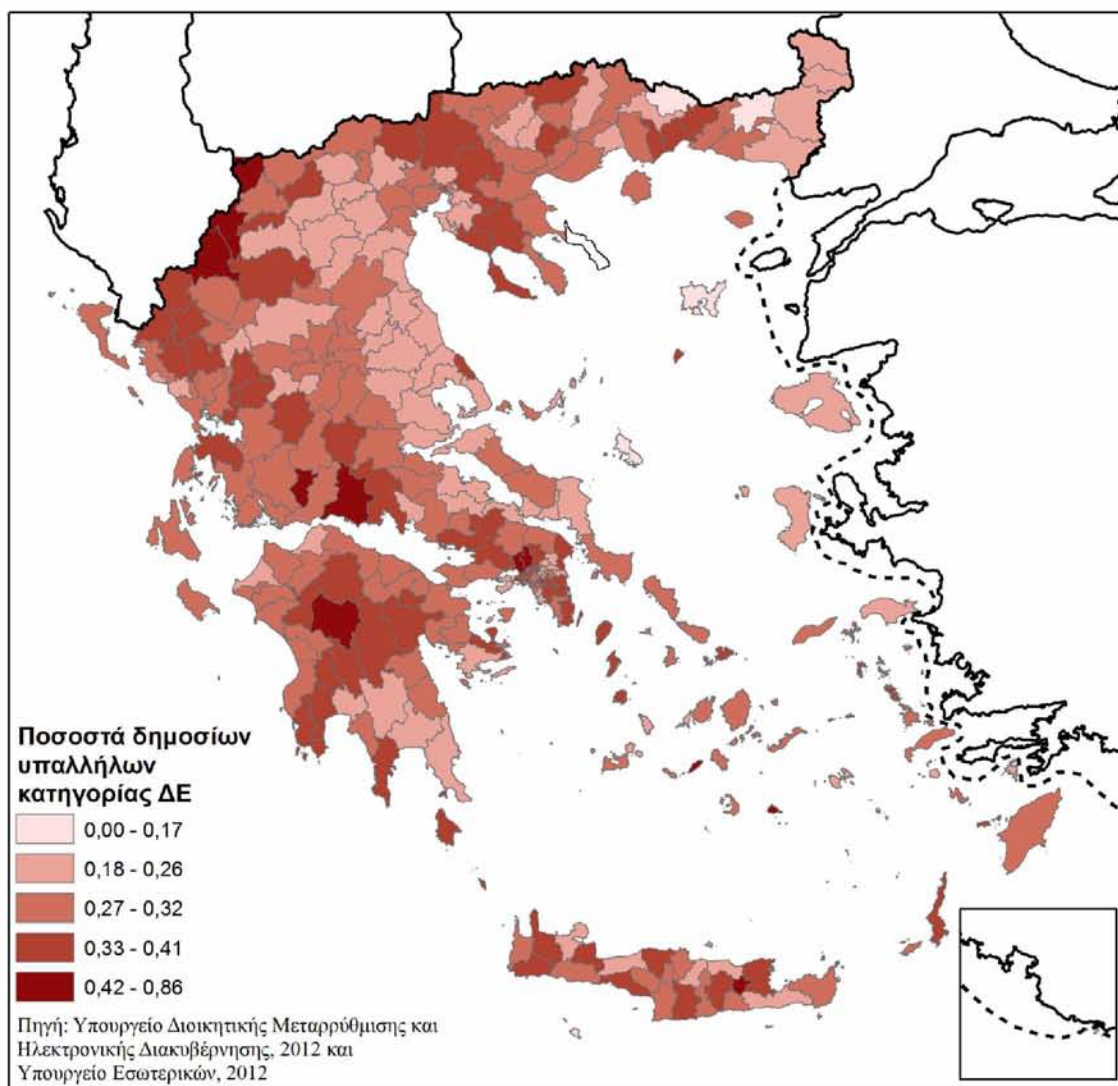 Ποσοστά δημοσίων
υπαλλήλων
κατηγορίας ΔΕ
0,00 - 0,17
0,18 - 0,26
0,27 - 0,32
0,33 - 0,41
0,42 - 0,86
Πηγή: Υπουργείο Διοικητικής Μεταρρύθμισης και
Ηλεκτρονικής Διακυβέρνησης, 2012 και
Υπουργείο Εσωτερικών, 2012